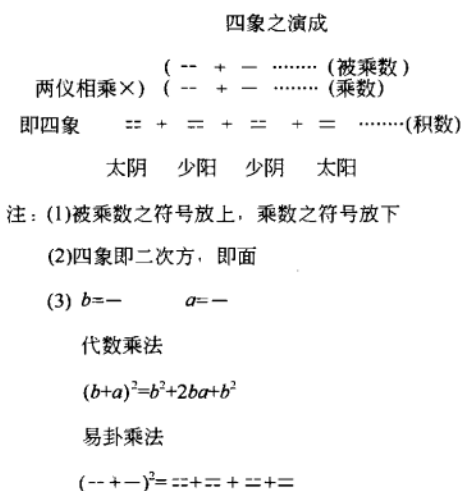 四象之演成
( -- + — ········ (被乘数)
两仪相乘×) ( -- + — ········ (乘数)
即四象 ⚏ + ⚎ + ⚍ + ⚌ ········(积数)
太阴 少阳 少阴 太阳
注：(1)被乘数之符号放上，乘数之符号放下
(2)四象即二次方，即面
(3) b=— a=—
代数乘法
(b+a)²=b²+2ba+b²
易卦乘法
(--+—)²=⚏+⚎+⚍+⚌